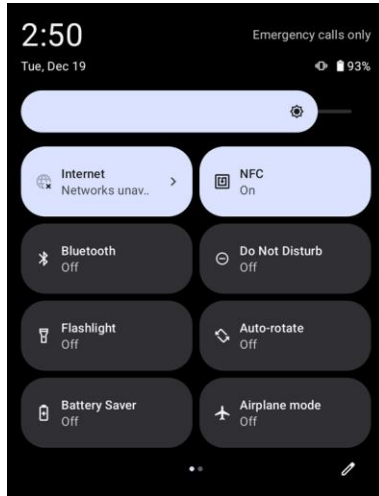 2:50
Emergency calls only
Tue, Dec 19
93%
Internet
Networks unav..
NFC
On
Bluetooth
Off
Do Not Disturb
Off
Flashlight
Off
Auto-rotate
Off
Battery Saver
Off
Airplane mode
Off